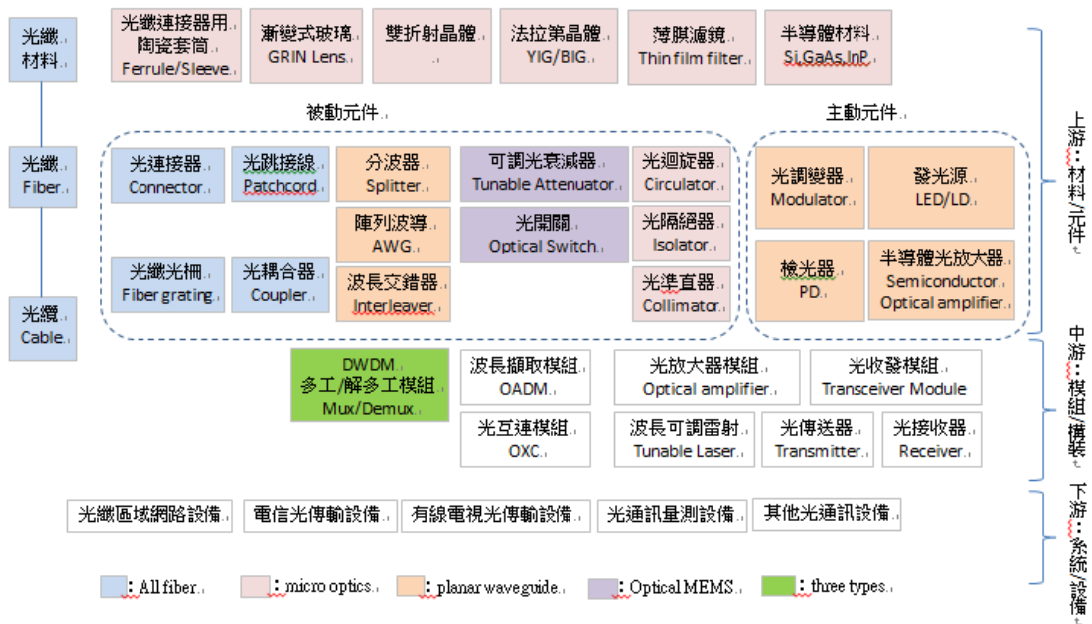 光纖
材料
光纖連接器用
陶瓷套筒
Ferrule/Sleeve
漸變式玻璃
GRIN Lens
雙折射晶體
法拉第晶體
YIG/BIG
薄膜濾鏡
Thin film filter
半導體材料
Si,GaAs,InP
被動元件
主動元件
上游：材料/元件
光纖
Fiber
光連接器
Connector
光跳接線
Patchcord
分波器
Splitter
可調光衰減器
Tunable Attenuator
光迴旋器
Circulator
光調變器
Modulator
發光源
LED/LD
陣列波導
AWG
光開關
Optical Switch
光隔絕器
Isolator
光纖光柵
Fiber grating
光耦合器
Coupler
波長交錯器
Interleaver
光準直器
Collimator
檢光器
PD
半導體光放大器
Semiconductor
Optical amplifier
光纜
Cable
中游：模組/構裝
DWDM
多工/解多工模組
Mux/Demux
波長擷取模組
OADM
光放大器模組
Optical amplifier
光收發模組
Transceiver Module
光互連模組
OXC
波長可調雷射
Tunable Laser
光傳送器
Transmitter
光接收器
Receiver
下游：系統/設備
光纖區域網路設備
電信光傳輸設備
有線電視光傳輸設備
光通訊量測設備
其他光通訊設備
：All fiber
：micro optics
：planar waveguide
：Optical MEMS
：three types